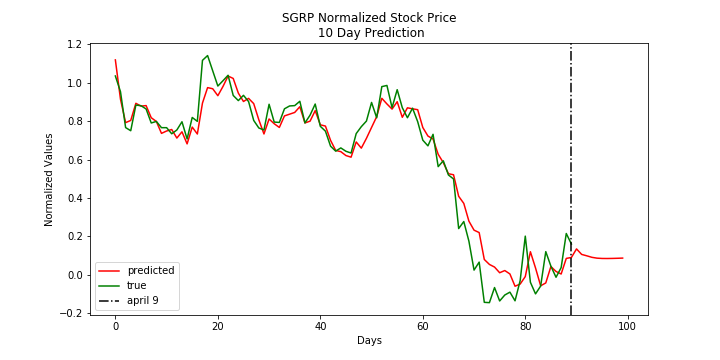 SGRP Normalized Stock Price
10 Day Prediction
1.2
1.0
0.8
0.6
0.4
0.2
0.0
−0.2
Normalized Values
predicted
true
april 9
0
20
40
60
80
100
Days